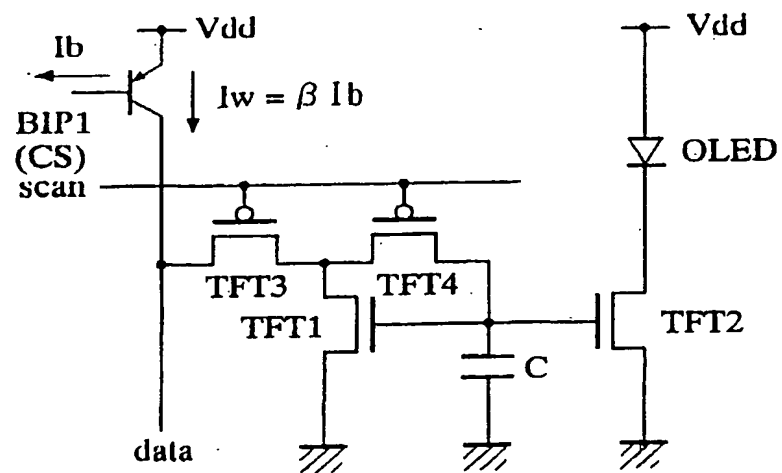 Vdd
Vdd
Ib
Iw = β Ib
BIP1
(CS)
OLED
scan
TFT3
TFT4
TFT1
TFT2
C
data